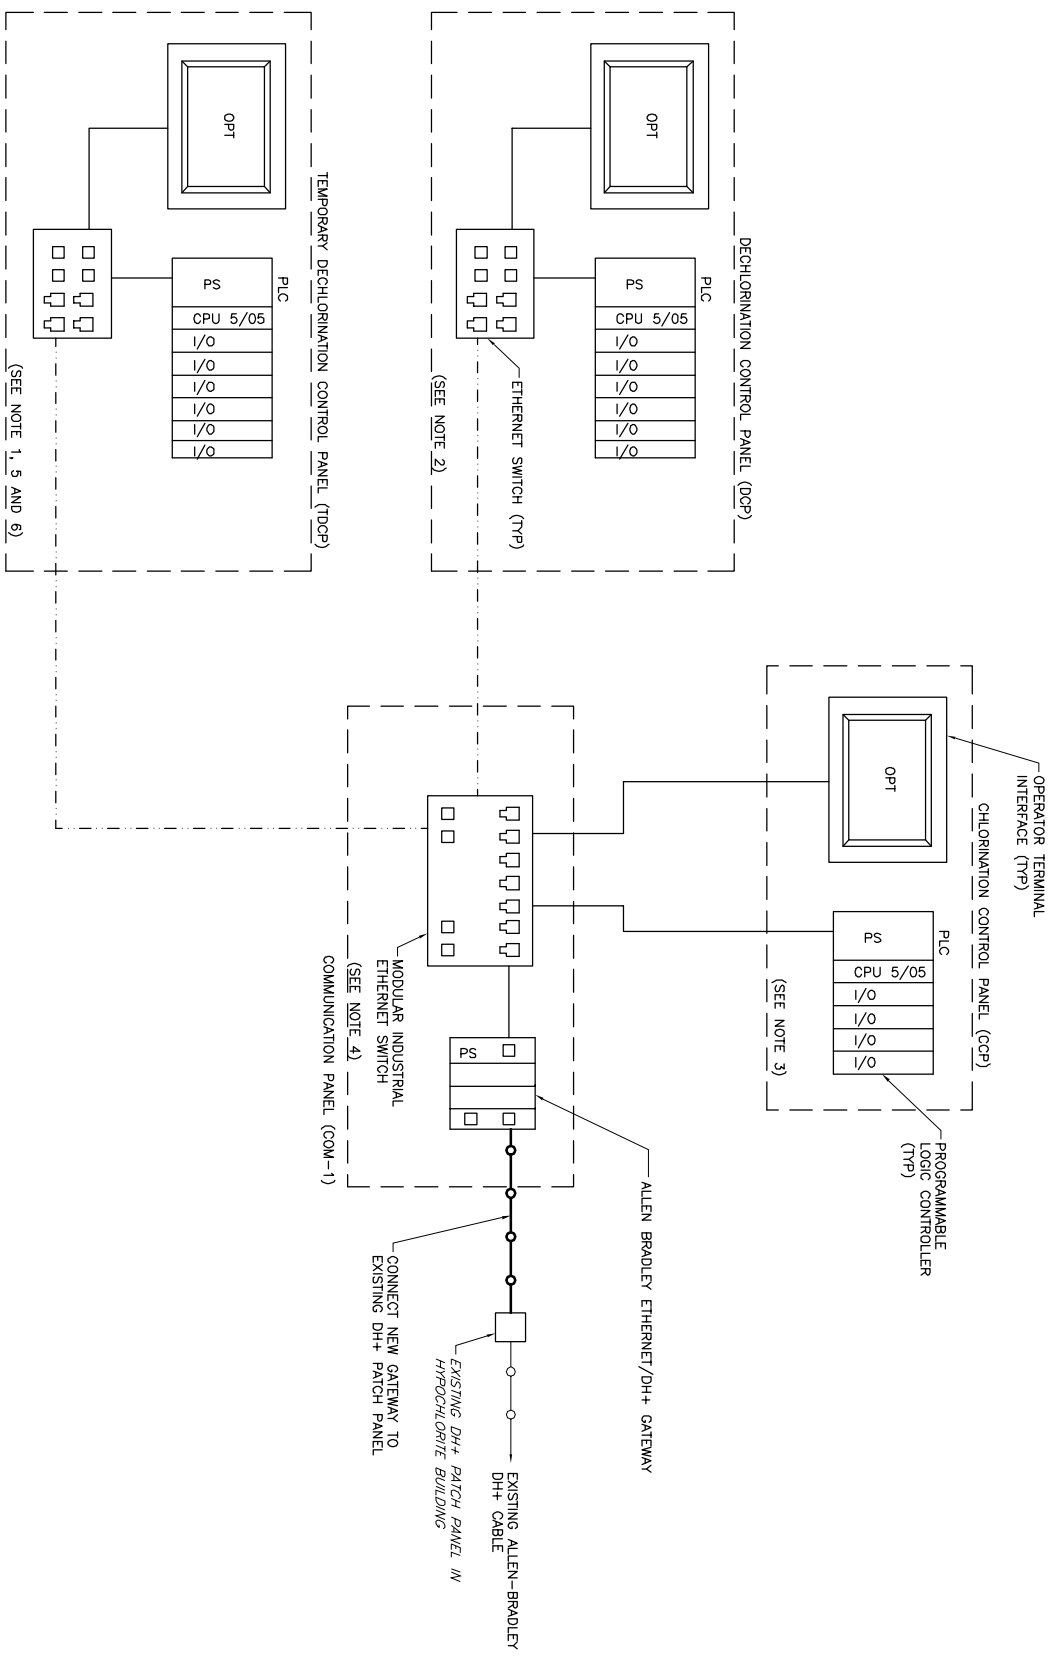 OPERATOR TERMINAL
INTERFACE (TYP)
CHLORINATION CONTROL PANEL (CCP)
OPT
PLC
PS
CPU 5/05
I/O
I/O
I/O
I/O
(SEE NOTE 3)
PROGRAMMABLE
LOGIC CONTROLLER
(TYP)
DECHLORINATION CONTROL PANEL (DCP)
OPT
PLC
PS
CPU 5/05
I/O
I/O
I/O
I/O
I/O
I/O
ETHERNET SWITCH (TYP)
(SEE NOTE 2)
TEMPORARY DECHLORINATION CONTROL PANEL (TDCP)
OPT
PLC
PS
CPU 5/05
I/O
I/O
I/O
I/O
I/O
I/O
(SEE NOTE 1, 5 AND 6)
MODULAR INDUSTRIAL
ETHERNET SWITCH
(SEE NOTE 4)
COMMUNICATION PANEL (COM-1)
PS
ALLEN BRADLEY ETHERNET/DH+ GATEWAY
CONNECT NEW GATEWAY TO
EXISTING DH+ PATCH PANEL
EXISTING DH+ PATCH PANEL IN
HYPOCHLORITE BUILDING
EXISTING ALLEN-BRADLEY
DH+ CABLE